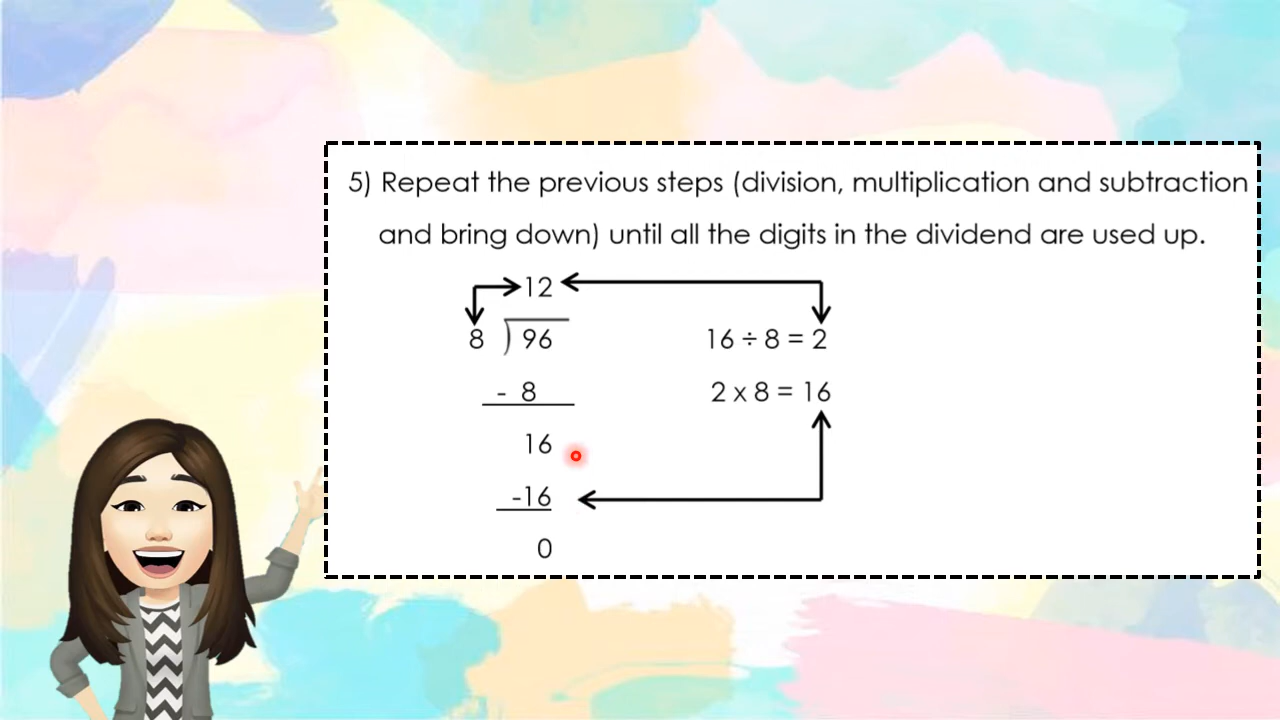 5) Repeat the previous steps (division, multiplication and subtraction
and bring down) until all the digits in the dividend are used up.
12
8 ) 96 16 ÷ 8 = 2
- 8 2 x 8 = 16
16
-16
0